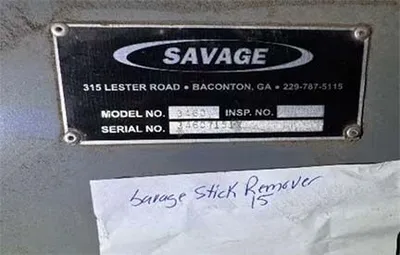 SAVAGE
315 LESTER ROAD • BACONTON, GA • 229-787-5115
MODEL NO. 3460 INSP. NO.
SERIAL NO.
Savage Stick Remover
15